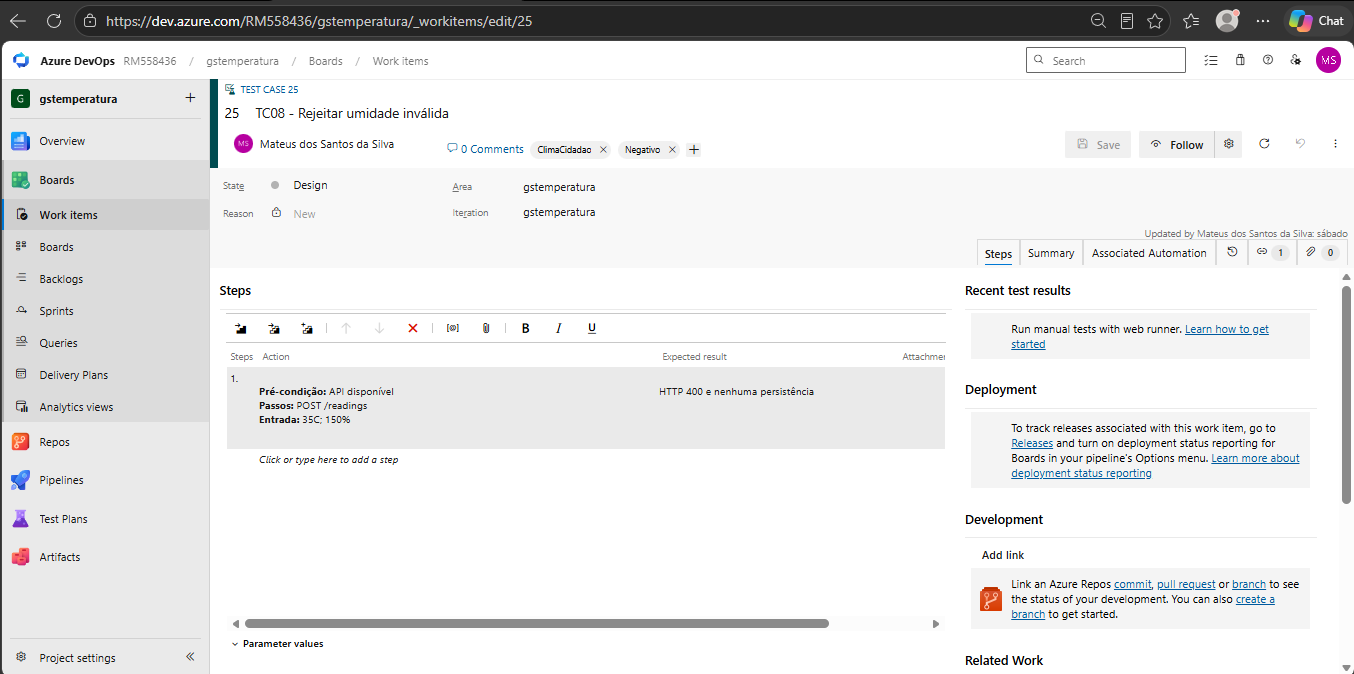 https://dev.azure.com/RM558436/gstemperatura/_workitems/edit/25
Chat
Azure DevOps RM558436 / gstemperatura / Boards / Work items
Search
MS
G gstemperatura
Overview
Boards
Work items
Boards
Backlogs
Sprints
Queries
Delivery Plans
Analytics views
Repos
Pipelines
Test Plans
Artifacts
Project settings
TEST CASE 25
25 TC08 - Rejeitar umidade inválida
MS Mateus dos Santos da Silva
0 Comments
ClimaCidadao
Negativo
Save
Follow
State Design
Area gstemperatura
Reason New
Iteration gstemperatura
Updated by Mateus dos Santos da Silva: sábado
Steps Summary Associated Automation 1 0
Steps
B I U
Steps Action Expected result Attachmen
1.
Pré-condição: API disponível
HTTP 400 e nenhuma persistência
Passos: POST /readings
Entrada: 35C; 150%
Click or type here to add a step
Parameter values
Recent test results
Run manual tests with web runner. Learn how to get
started
Deployment
To track releases associated with this work item, go to
Releases and turn on deployment status reporting for
Boards in your pipeline's Options menu. Learn more about
deployment status reporting
Development
Add link
Link an Azure Repos commit, pull request or branch to see
the status of your development. You can also create a
branch to get started.
Related Work